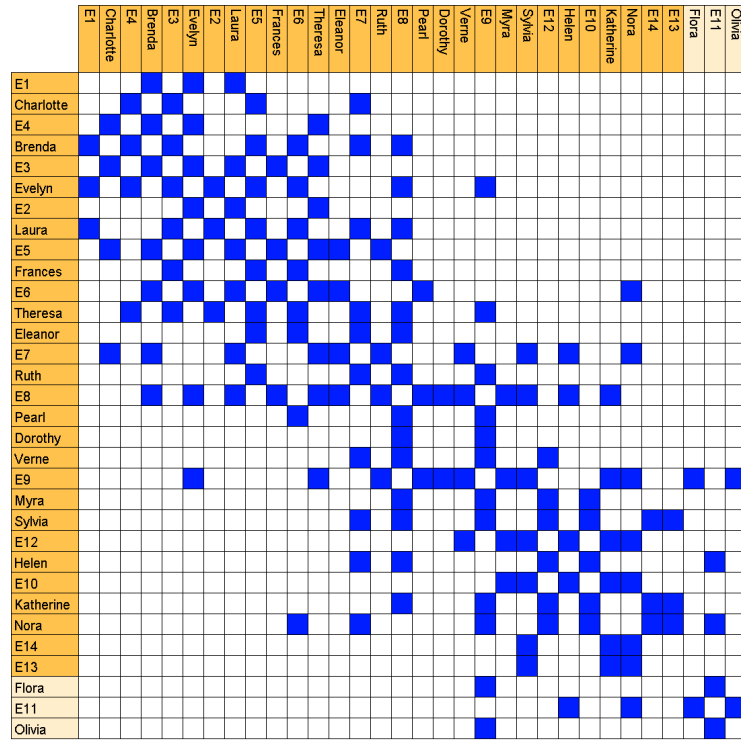 E1
Charlotte
E4
Brenda
E3
Evelyn
E2
Laura
E5
Frances
E6
Theresa
Eleanor
E7
Ruth
E8
Pearl
Dorothy
Verne
E9
Myra
Sylvia
E12
Helen
E10
Katherine
Nora
E14
E13
Flora
E11
Olivia
E1
Charlotte
E4
Brenda
E3
Evelyn
E2
Laura
E5
Frances
E6
Theresa
Eleanor
E7
Ruth
E8
Pearl
Dorothy
Verne
E9
Myra
Sylvia
E12
Helen
E10
Katherine
Nora
E14
E13
Flora
E11
Olivia